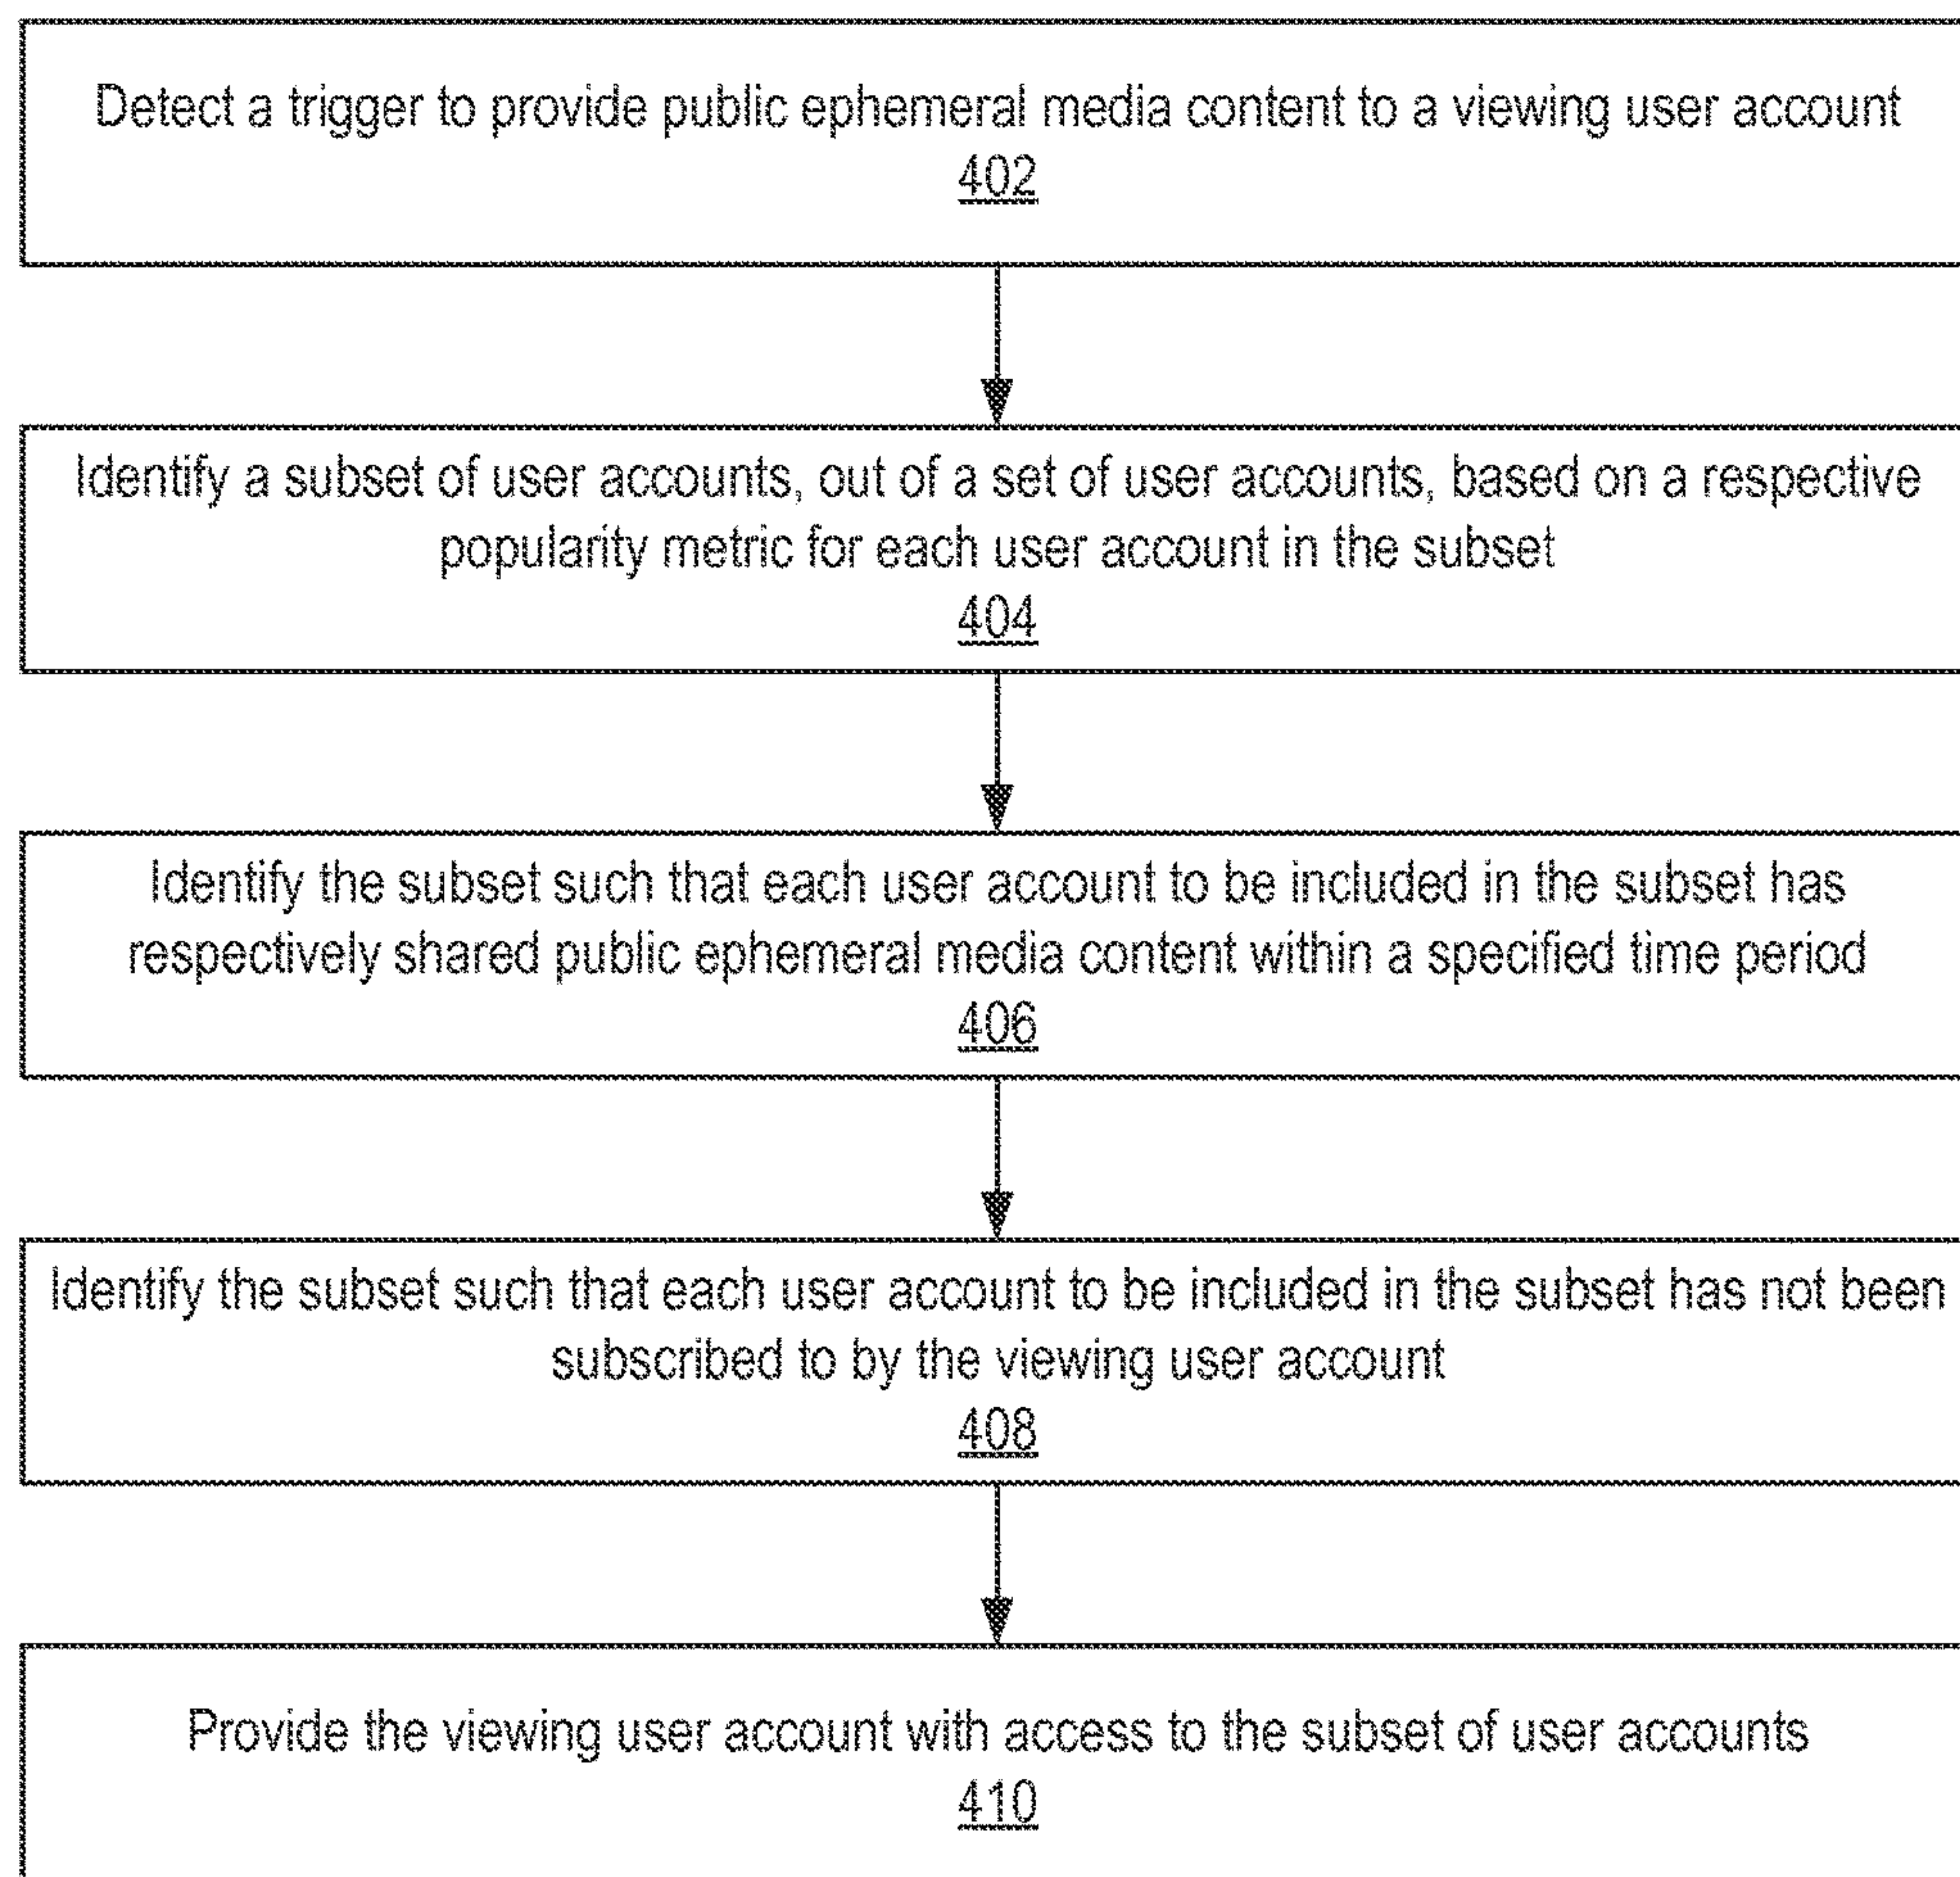 Detect a trigger to provide public ephemeral media content to a viewing user account
402
Identify a subset of user accounts, out of a set of user accounts, based on a respective
popularity metric for each user account in the subset
404
Identify the subset such that each user account to be included in the subset has
respectively shared public ephemeral media content within a specified time period
406
Identify the subset such that each user account to be included in the subset has not been
subscribed to by the viewing user account
408
Provide the viewing user account with access to the subset of user accounts
410